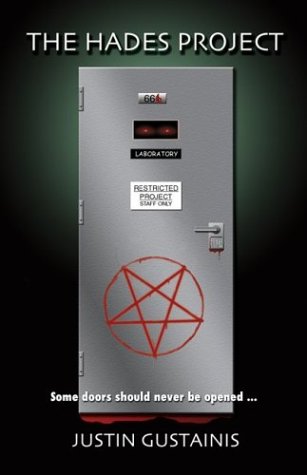 THE HADES PROJECT
666
LABORATORY
RESTRICTED
PROJECT
STAFF ONLY
Some doors should never be opened ...
JUSTIN GUSTAINIS